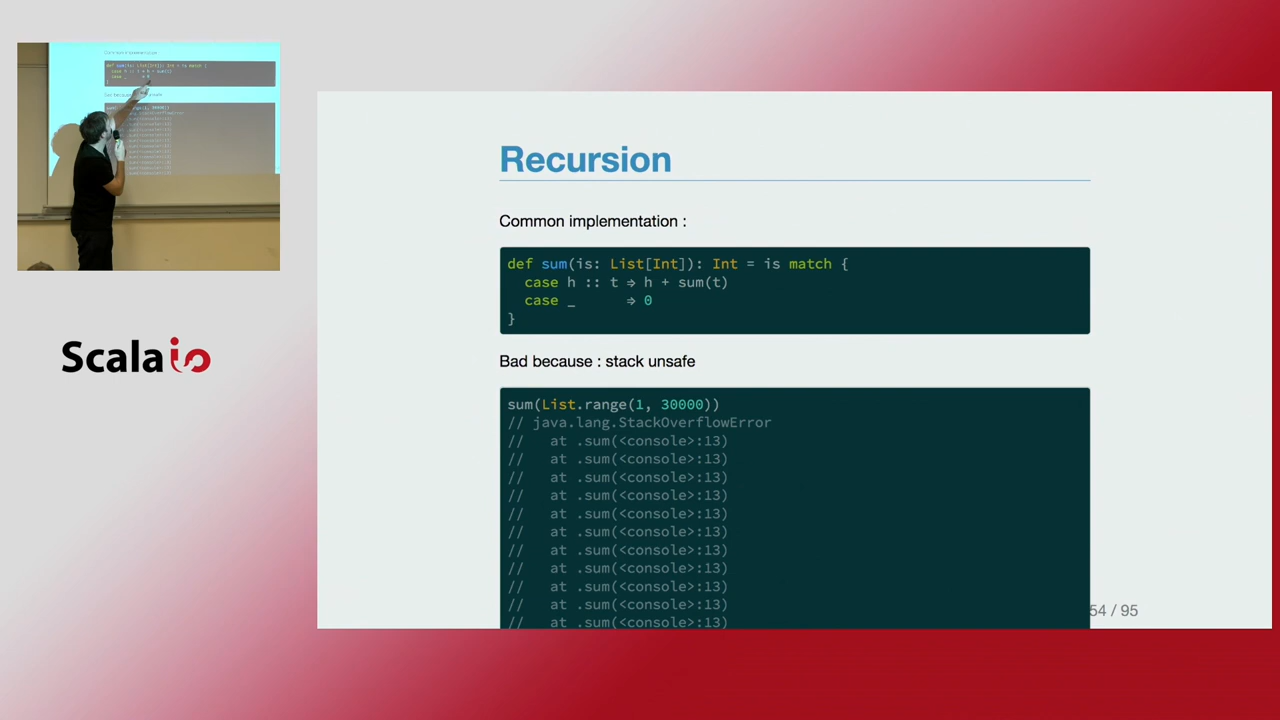 Recursion
Common implementation :
def sum(is: List[Int]): Int = is match {
case h :: t ⇒ h + sum(t)
case _ ⇒ 0
}
Bad because : stack unsafe
sum(List.range(1, 30000))
// java.lang.StackOverflowError
// at .sum(<console>:13)
// at .sum(<console>:13)
// at .sum(<console>:13)
// at .sum(<console>:13)
// at .sum(<console>:13)
// at .sum(<console>:13)
// at .sum(<console>:13)
// at .sum(<console>:13)
// at .sum(<console>:13)
// at .sum(<console>:13)
// at .sum(<console>:13)
54 / 95
Scala io